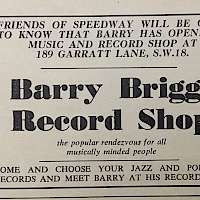 FRIENDS OF SPEEDWAY WILL BE
TO KNOW THAT BARRY HAS OPEN
MUSIC AND RECORD SHOP AT
189 GARRATT LANE, S.W.18.
Barry Brigg
Record Shop
the popular rendezvous for all
musically minded people
OME AND CHOOSE YOUR JAZZ AND PO
RECORDS AND MEET BARRY AT HIS RECOR